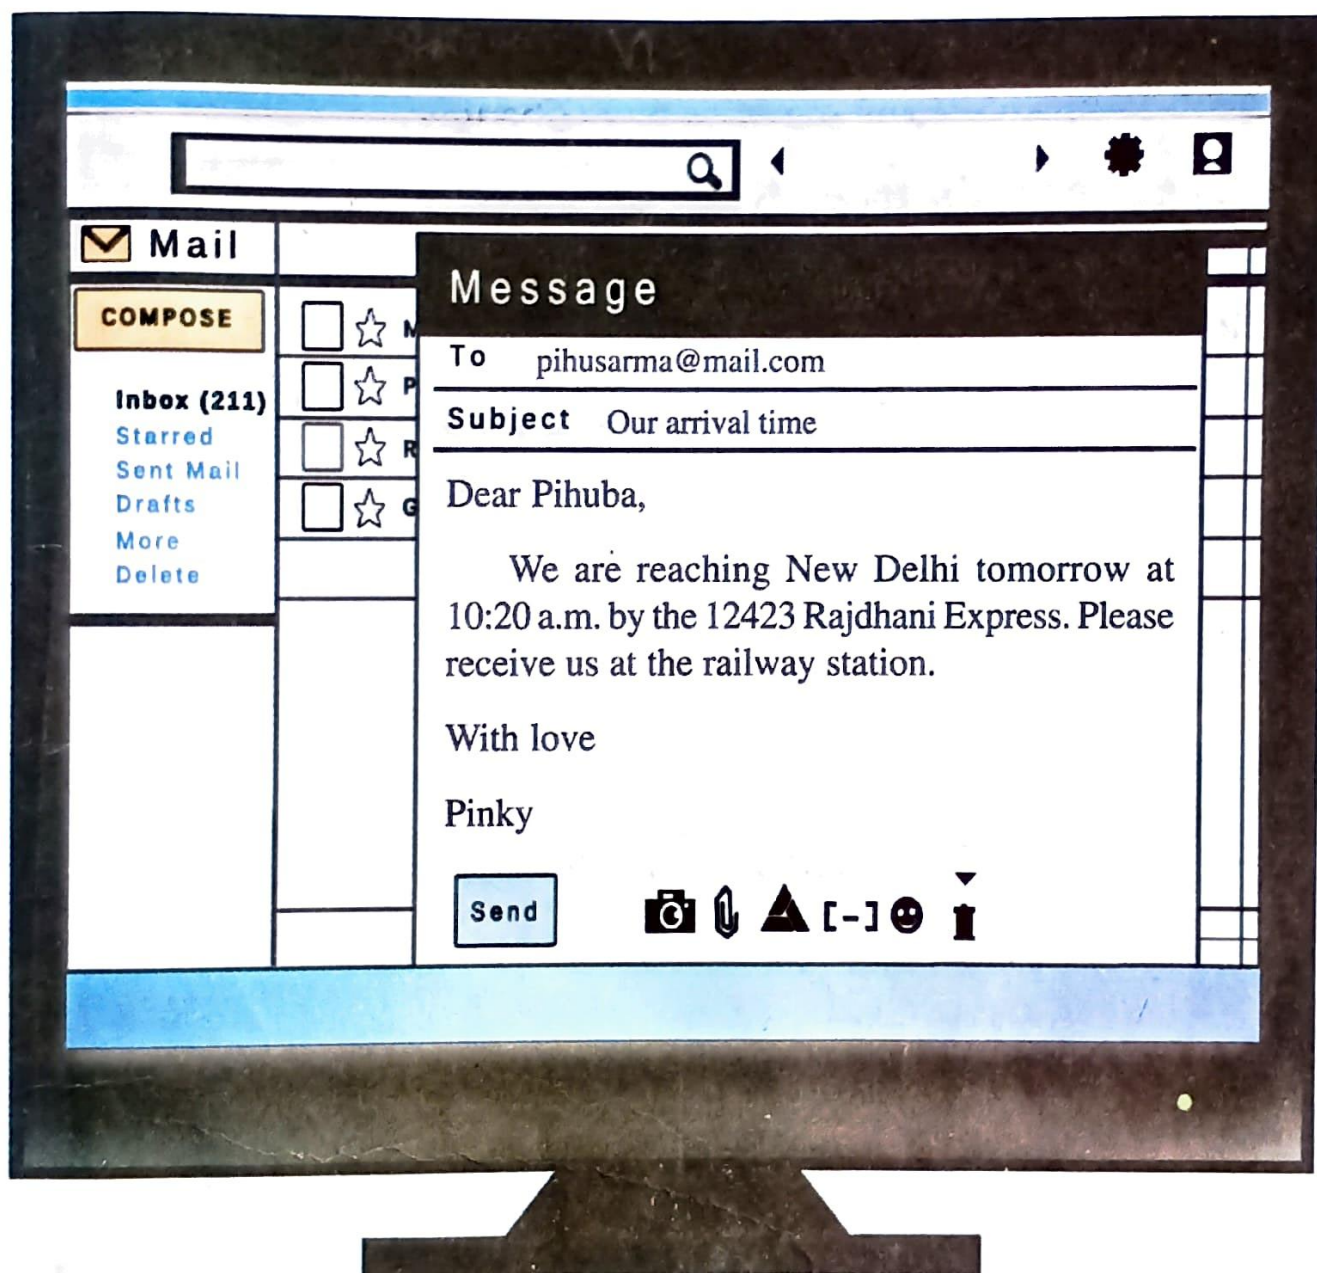 Mail
COMPOSE
Inbox (211)
Starred
Sent Mail
Drafts
More
Delete
M
P
R
G
Message
To pihusarma@mail.com
Subject Our arrival time
Dear Pihuba,
We are reaching New Delhi tomorrow at
10:20 a.m. by the 12423 Rajdhani Express. Please
receive us at the railway station.
With love
Pinky
Send
[-]